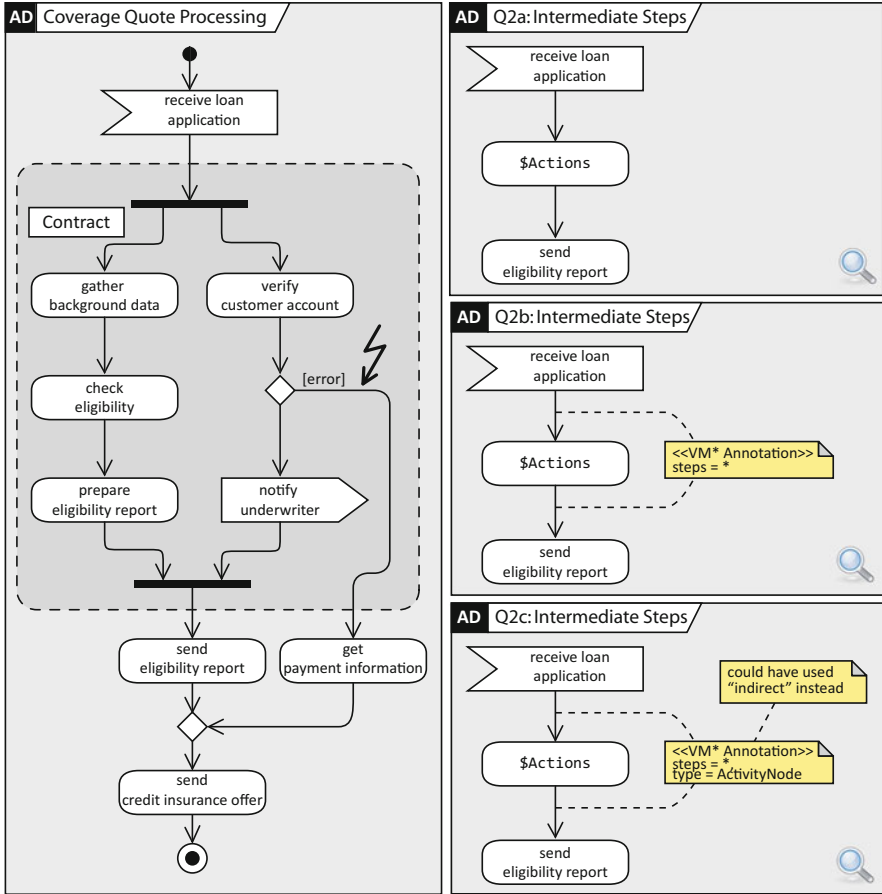 AD Coverage Quote Processing
receive loan
application
Contract
gather
background data
verify
customer account
[error]
check
eligibility
prepare
eligibility report
notify
underwriter
send
eligibility report
get
payment information
send
credit insurance offer
AD Q2a: Intermediate Steps
receive loan
application
$Actions
send
eligibility report
AD Q2b: Intermediate Steps
receive loan
application
<<VM* Annotation>>
steps = *
$Actions
send
eligibility report
AD Q2c: Intermediate Steps
receive loan
application
could have used
“indirect” instead
<<VM* Annotation>>
steps = *,
type = ActivityNode
$Actions
send
eligibility report